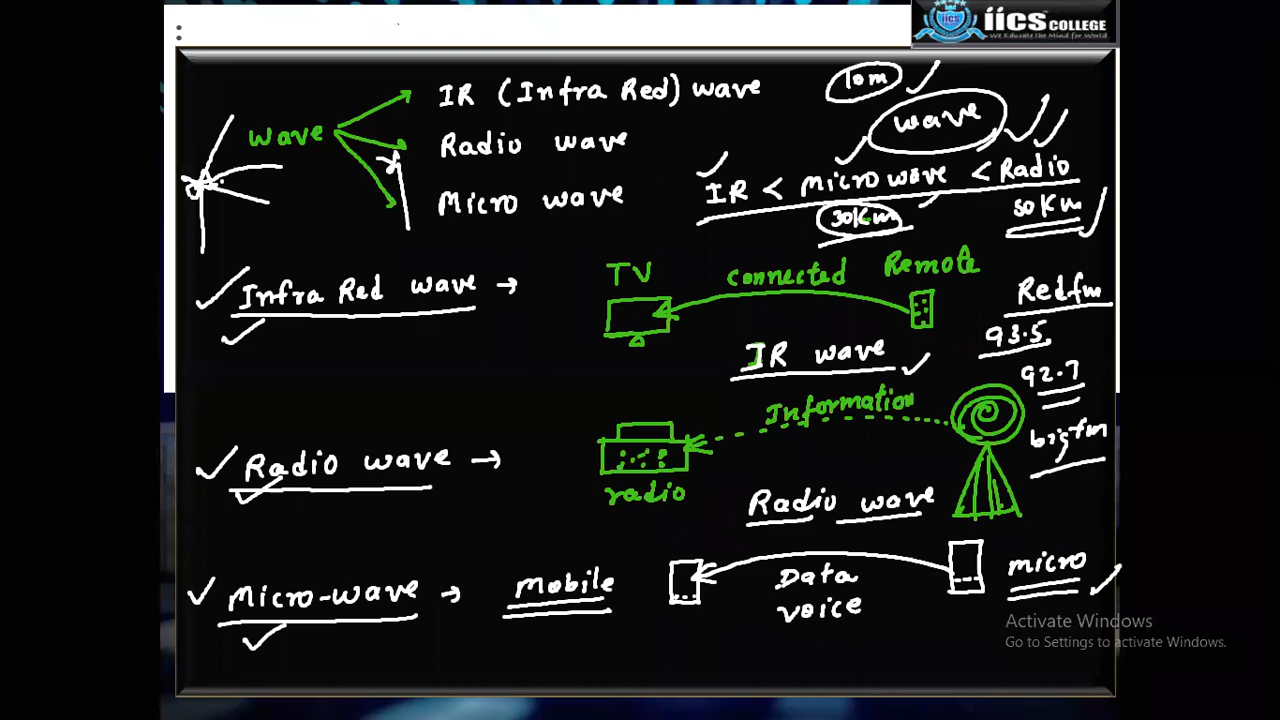 iics COLLEGE
We Educate the Mind for World
:
IR (Infra Red) wave
10m
wave
wave
Radio wave
IR < microwave < Radio
Micro wave
30Km
50Km
Infra Red wave →
TV
connected
Remote
Redfm
93.5
IR wave
92.7
Information
bigfm
Radio wave →
radio
Radio wave
Micro-wave →
Mobile
Data
voice
micro
Activate Windows
Go to Settings to activate Windows.